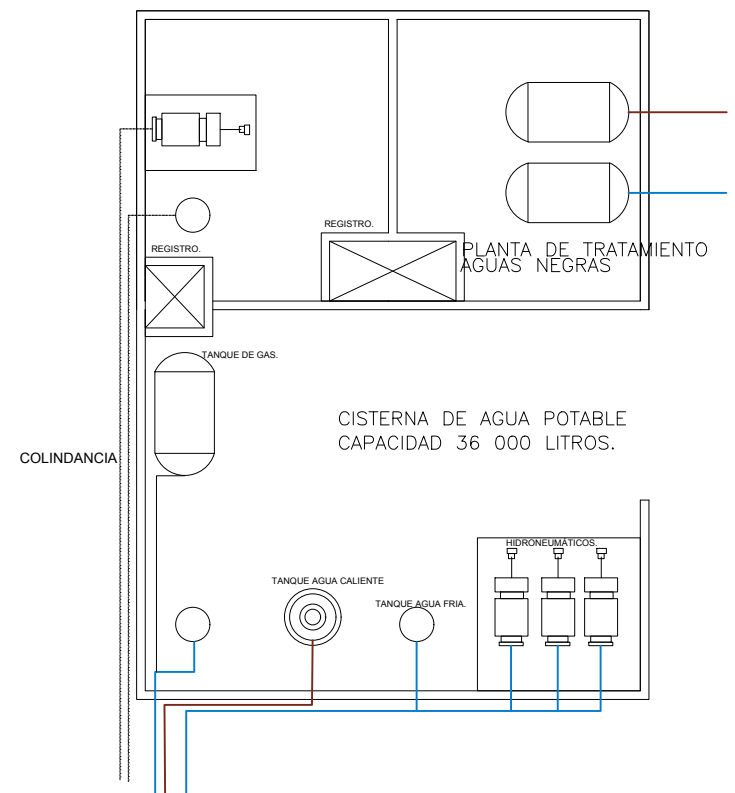 REGISTRO.
PLANTA DE TRATAMIENTO
AGUAS NEGRAS
REGISTRO.
TANQUE DE GAS.
CISTERNA DE AGUA POTABLE
CAPACIDAD 36 000 LITROS.
COLINDANCIA
HIDRONEUMÁTICOS.
TANQUE AGUA CALIENTE
TANQUE AGUA FRIA.